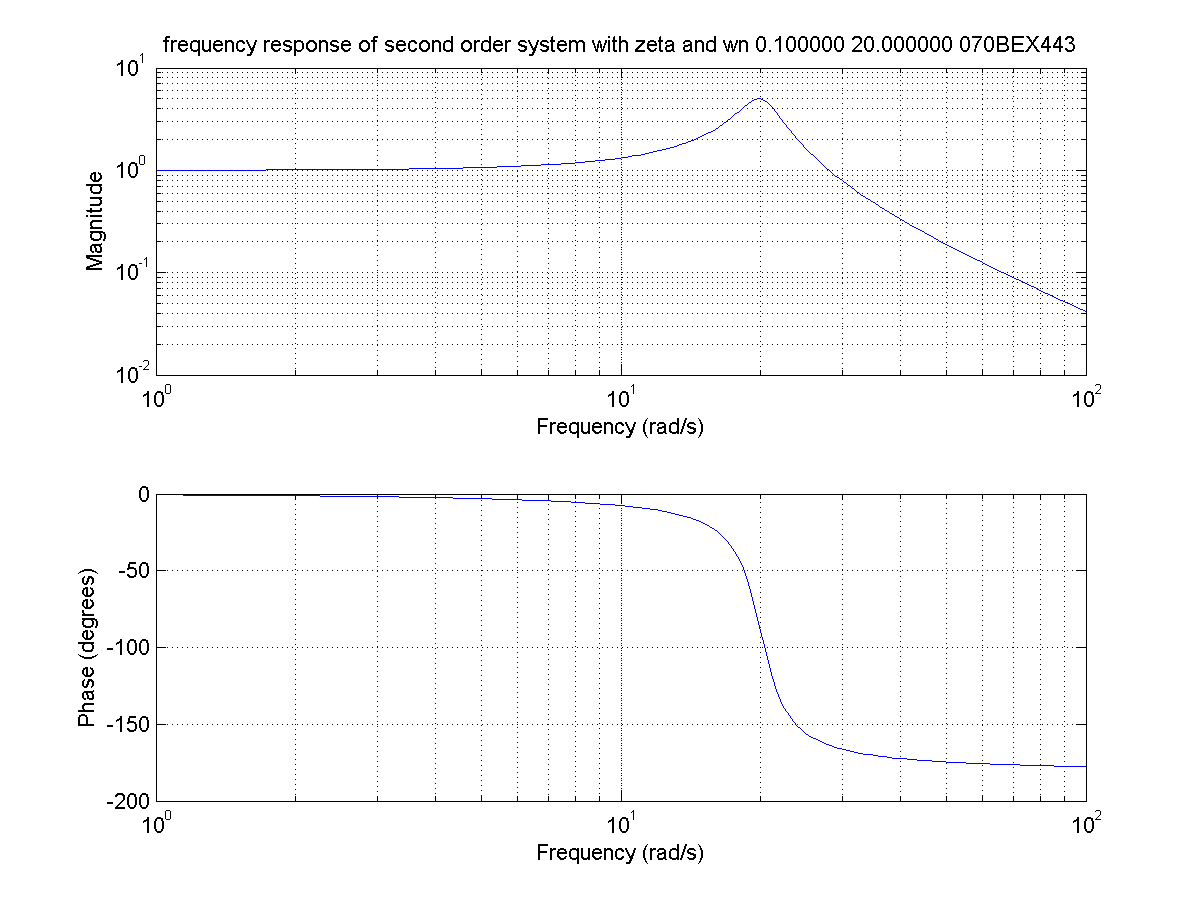 frequency response of second order system with zeta and wn 0.100000 20.000000 070BEX443
10^1
10^0
10^-1
10^-2
Magnitude
10^0 10^1 10^2
Frequency (rad/s)
0
-50
-100
-150
-200
Phase (degrees)
10^0 10^1 10^2
Frequency (rad/s)